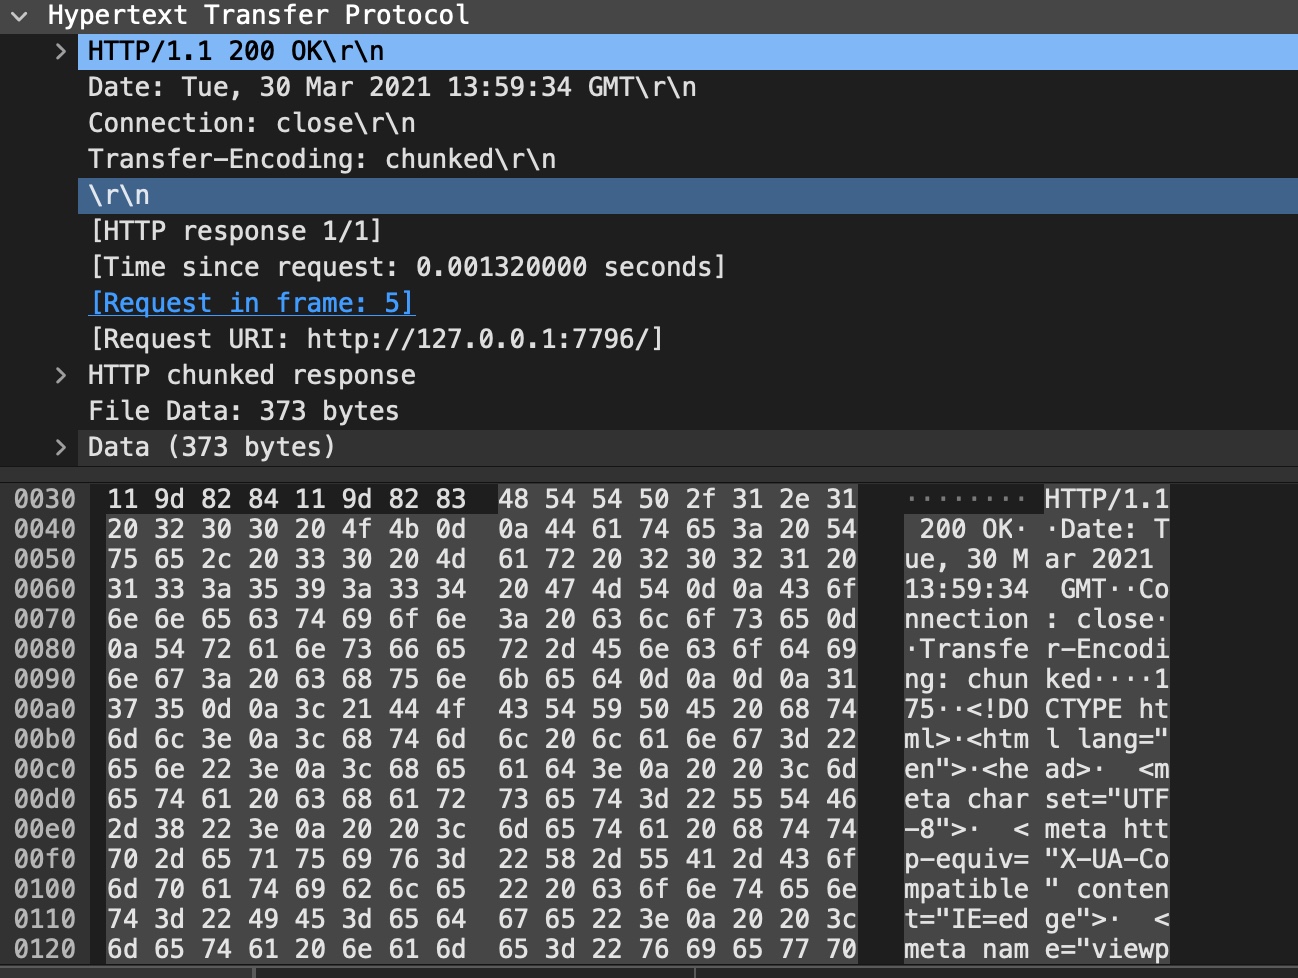 Hypertext Transfer Protocol
HTTP/1.1 200 OK\r\n
Date: Tue, 30 Mar 2021 13:59:34 GMT\r\n
Connection: close\r\n
Transfer-Encoding: chunked\r\n
\r\n
[HTTP response 1/1]
[Time since request: 0.001320000 seconds]
[Request in frame: 5]
[Request URI: http://127.0.0.1:7796/]
HTTP chunked response
File Data: 373 bytes
Data (373 bytes)
0030 11 9d 82 84 11 9d 82 83 48 54 54 50 2f 31 2e 31 ········ HTTP/1.1
0040 20 32 30 30 20 4f 4b 0d 0a 44 61 74 65 3a 20 54 200 OK· ·Date: T
0050 75 65 2c 20 33 30 20 4d 61 72 20 32 30 32 31 20 ue, 30 M ar 2021
0060 31 33 3a 35 39 3a 33 34 20 47 4d 54 0d 0a 43 6f 13:59:34 GMT··Co
0070 6e 6e 65 63 74 69 6f 6e 3a 20 63 6c 6f 73 65 0d nnection : close·
0080 0a 54 72 61 6e 73 66 65 72 2d 45 6e 63 6f 64 69 ·Transfe r-Encodi
0090 6e 67 3a 20 63 68 75 6e 6b 65 64 0d 0a 0d 0a 31 ng: chun ked····1
00a0 37 35 0d 0a 3c 21 44 4f 43 54 59 50 45 20 68 74 75··<!DO CTYPE ht
00b0 6d 6c 3e 0a 3c 68 74 6d 6c 20 6c 61 6e 67 3d 22 ml>·<htm l lang="
00c0 65 6e 22 3e 0a 3c 68 65 61 64 3e 0a 20 20 3c 6d en">·<he ad>· <m
00d0 65 74 61 20 63 68 61 72 73 65 74 3d 22 55 54 46 eta char set="UTF
00e0 2d 38 22 3e 0a 20 20 3c 6d 65 74 61 20 68 74 74 -8">· < meta htt
00f0 70 2d 65 71 75 69 76 3d 22 58 2d 55 41 2d 43 6f p-equiv= "X-UA-Co
0100 6d 70 61 74 69 62 6c 65 22 20 63 6f 6e 74 65 6e mpatible " conten
0110 74 3d 22 49 45 3d 65 64 67 65 22 3e 0a 20 20 3c t="IE=ed ge">· <
0120 6d 65 74 61 20 6e 61 6d 65 3d 22 76 69 65 77 70 meta nam e="viewp